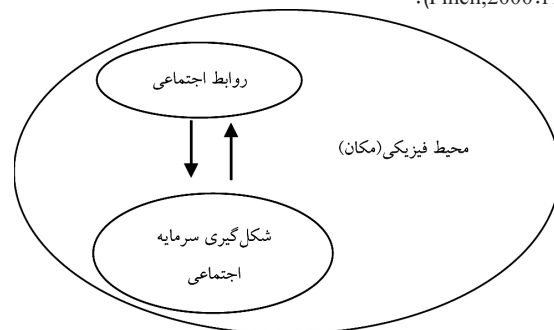 روابط اجتماعی
محیط فیزیکی(مکان)
شکل‌گیری سرمایه
اجتماعی